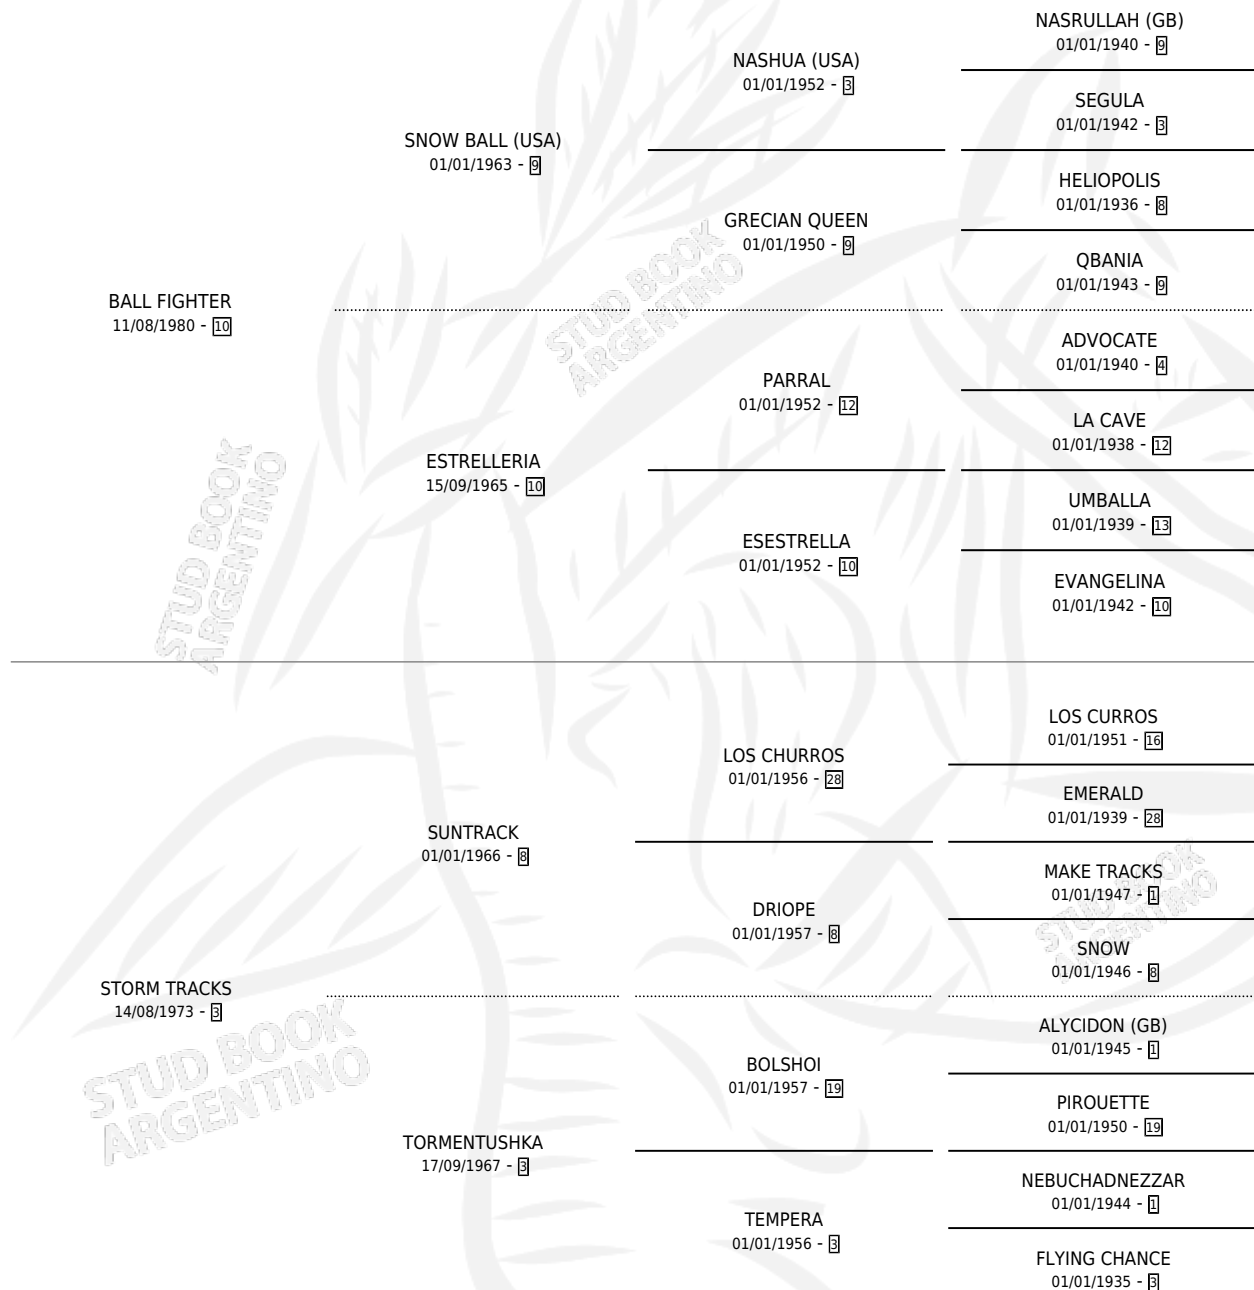 NASRULLAH (GB)
01/01/1940 - 9
NASHUA (USA)
01/01/1952 - 3
SEGULA
01/01/1942 - 3
SNOW BALL (USA)
01/01/1963 - 9
HELIOPOLIS
01/01/1936 - 8
GRECIAN QUEEN
01/01/1950 - 9
QBANIA
01/01/1943 - 9
BALL FIGHTER
11/08/1980 - 10
STUD BOOK
ARGENTINO
ADVOCATE
01/01/1940 - 4
PARRAL
01/01/1952 - 12
LA CAVE
01/01/1938 - 12
ESTRELLERIA
15/09/1965 - 10
UMBALLA
01/01/1939 - 13
ESESTRELLA
01/01/1952 - 10
EVANGELINA
01/01/1942 - 10
STUD BOOK
ARGENTINO
LOS CURROS
01/01/1951 - 16
LOS CHURROS
01/01/1956 - 28
EMERALD
01/01/1939 - 28
SUNTRACK
01/01/1966 - 8
MAKE TRACKS
01/01/1947 - 1
DRIOPE
01/01/1957 - 8
STUD BOOK
ARGENTINO
SNOW
01/01/1946 - 8
STORM TRACKS
14/08/1973 - 3
STUD BOOK
ARGENTINO
ALYCIDON (GB)
01/01/1945 - 1
BOLSHOI
01/01/1957 - 19
PIROUETTE
01/01/1950 - 19
TORMENTUSHKA
17/09/1967 - 3
NEBUCHADNEZZAR
01/01/1944 - 1
TEMPERA
01/01/1956 - 3
FLYING CHANCE
01/01/1935 - 3